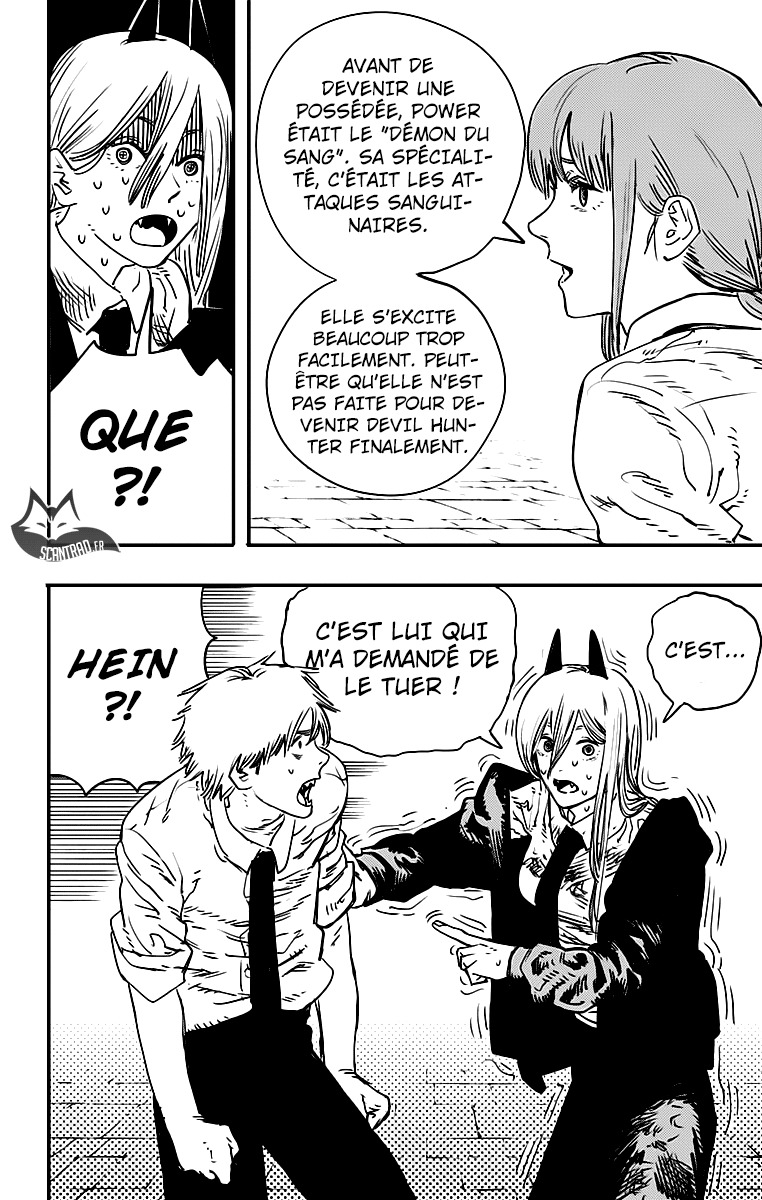 AVANT DE
DEVENIR UNE
POSSÉDÉE, POWER
ÉTAIT LE "DÉMON DU
SANG". SA SPÉCIALI-
TÉ, C'ÉTAIT LES AT-
TAQUES SANGUI-
NAIRES.
ELLE S'EXCITE
BEAUCOUP TROP
FACILEMENT. PEUT-
ÊTRE QU'ELLE N'EST
PAS FAITE POUR DE-
VENIR DEVIL HUN-
TER FINALEMENT.
QUE
?!
SCANTRAD.FR
C'EST...
C'EST LUI QUI
M'A DEMANDÉ DE
LE TUER !
HEIN
?!